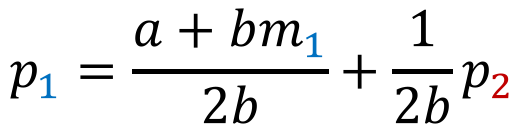 p₁ = (a + bm₁)/(2b) + (1/(2b))p₂